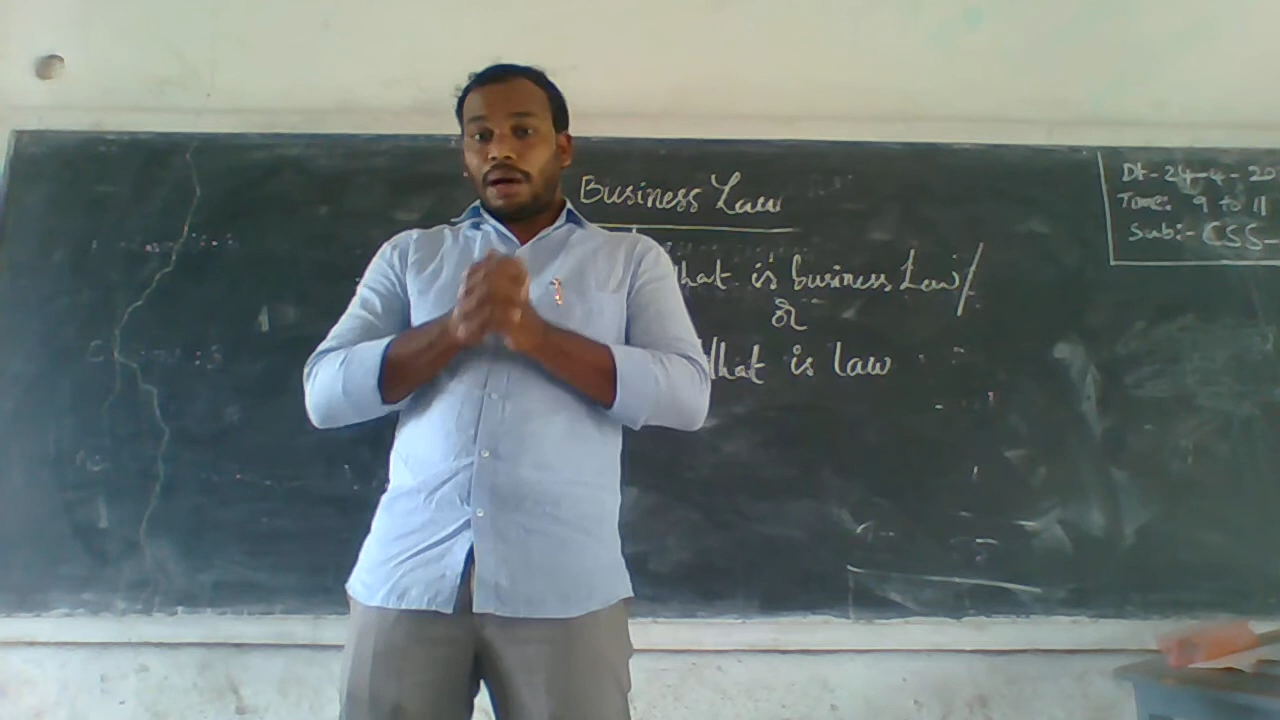 Business Law
hat is business Law/
or
What is law
Dt-24-4-20
Time: 9 to 11
Sub:- CSS-